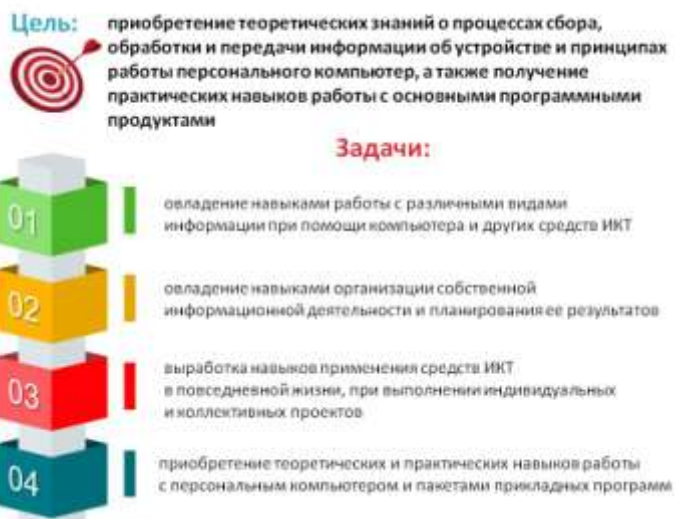 Цель:
приобретение теоретических знаний о процессах сбора,
обработки и передачи информации об устройстве и принципах
работы персонального компьютер, а также получение
практических навыков работы с основными программными
продуктами
Задачи:
01
овладение навыками работы с различными видами
информации при помощи компьютера и других средств ИКТ
02
овладение навыками организации собственной
информационной деятельности и планирования ее результатов
03
выработка навыков применения средств ИКТ
в повседневной жизни, при выполнении индивидуальных
и коллективных проектов
04
приобретение теоретических и практических навыков работы
с персональным компьютером и пакетами прикладных программ